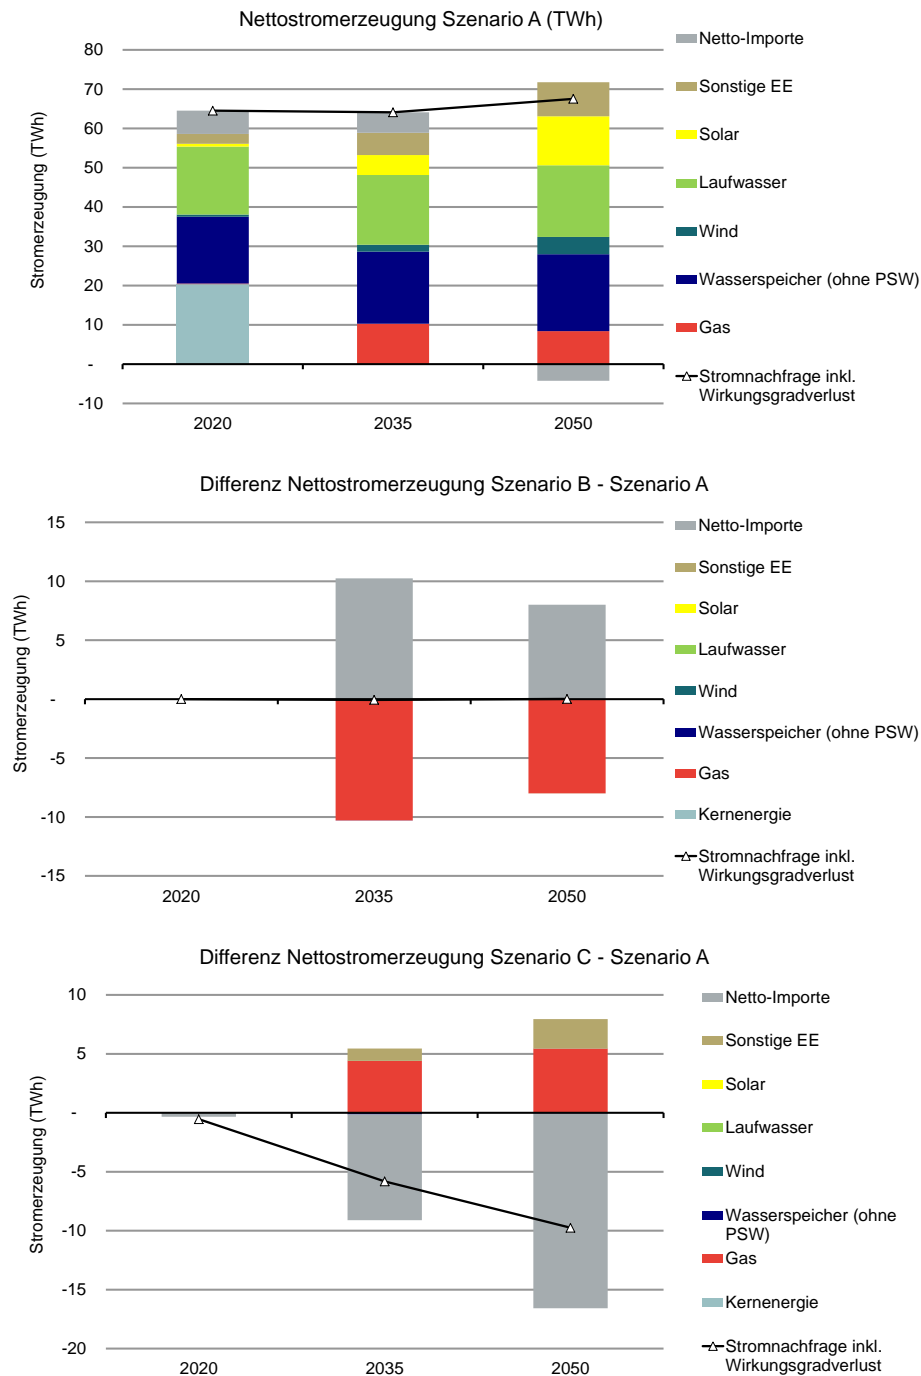 Nettostromerzeugung Szenario A (TWh)
Stromerzeugung (TWh)
80
70
60
50
40
30
20
10
-
-10
2020
2035
2050
Netto-Importe
Sonstige EE
Solar
Laufwasser
Wind
Wasserspeicher (ohne PSW)
Gas
Stromnachfrage inkl.
Wirkungsgradverlust
Differenz Nettostromerzeugung Szenario B - Szenario A
Stromerzeugung (TWh)
15
10
5
-
-5
-10
-15
2020
2035
2050
Netto-Importe
Sonstige EE
Solar
Laufwasser
Wind
Wasserspeicher (ohne PSW)
Gas
Kernenergie
Stromnachfrage inkl.
Wirkungsgradverlust
Differenz Nettostromerzeugung Szenario C - Szenario A
Stromerzeugung (TWh)
10
5
-
-5
-10
-15
-20
2020
2035
2050
Netto-Importe
Sonstige EE
Solar
Laufwasser
Wind
Wasserspeicher (ohne
PSW)
Gas
Kernenergie
Stromnachfrage inkl.
Wirkungsgradverlust